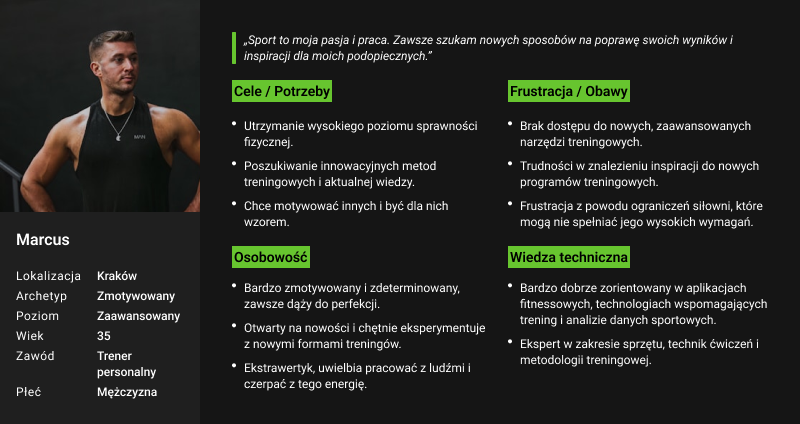 „Sport to moja pasja i praca. Zawsze szukam nowych sposobów na poprawę swoich wyników i
inspiracji dla moich podopiecznych.”
Cele / Potrzeby
• Utrzymanie wysokiego poziomu sprawności
fizycznej.
• Poszukiwanie innowacyjnych metod
treningowych i aktualnej wiedzy.
• Chce motywować innych i być dla nich
wzorem.
Frustracja / Obawy
• Brak dostępu do nowych, zaawansowanych
narzędzi treningowych.
• Trudności w znalezieniu inspiracji do nowych
programów treningowych.
• Frustracja z powodu ograniczeń siłowni, które
mogą nie spełniać jego wysokich wymagań.
Osobowość
• Bardzo zmotywowany i zdeterminowany,
zawsze dąży do perfekcji.
• Otwarty na nowości i chętnie eksperymentuje
z nowymi formami treningów.
• Ekstrawertyk, uwielbia pracować z ludźmi i
czerpać z tego energię.
Wiedza techniczna
• Bardzo dobrze zorientowany w aplikacjach
fitnessowych, technologiach wspomagających
trening i analizie danych sportowych.
• Ekspert w zakresie sprzętu, technik ćwiczeń i
metodologii treningowej.
Marcus
Lokalizacja Kraków
Archetyp Zmotywowany
Poziom Zaawansowany
Wiek 35
Zawód Trener
personalny
Płeć Mężczyzna